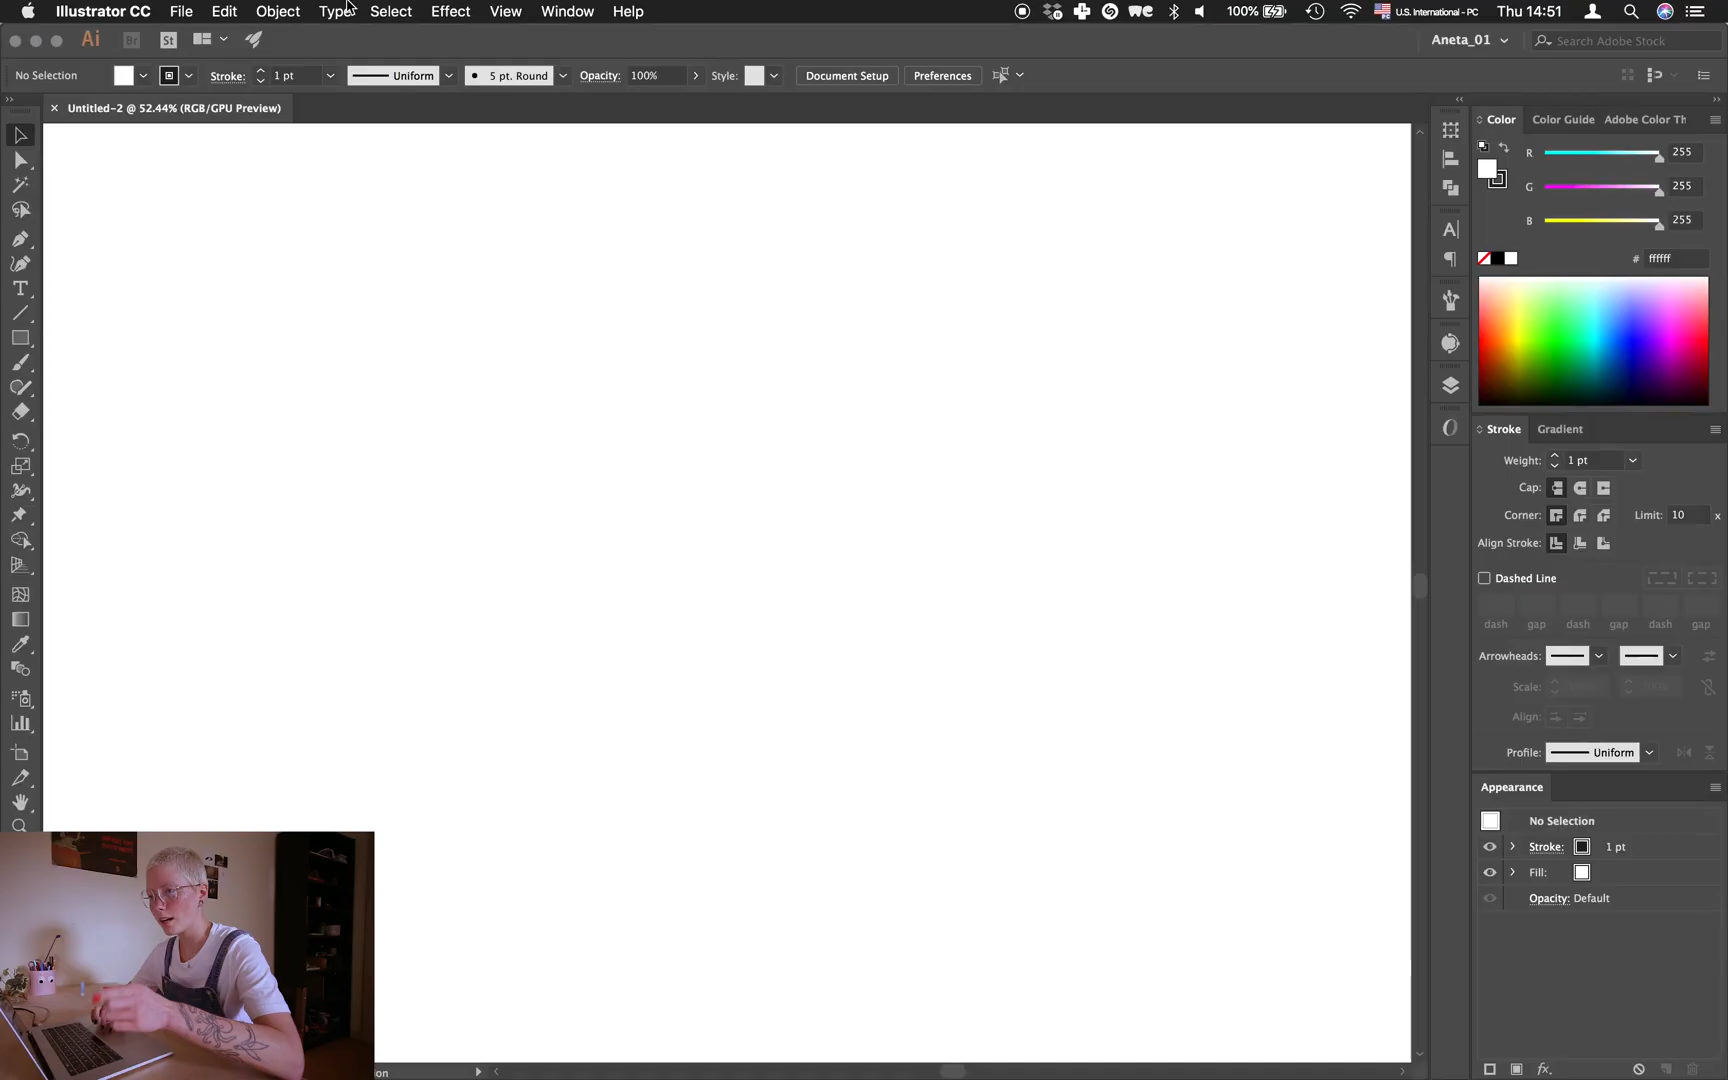 Illustrator CC File Edit Object Type Select Effect View Window Help 100% U.S. International - PC Thu 14:51
Ai Br St Aneta_01 Search Adobe Stock
No Selection Stroke: 1 pt Uniform 5 pt. Round Opacity: 100% Style: Document Setup Preferences
× Untitled-2 @ 52.44% (RGB/GPU Preview)
Color Color Guide Adobe Color Th
R 255
G 255
B 255
# ffffff
Stroke Gradient
Weight: 1 pt
Cap:
Corner: Limit: 10 x
Align Stroke:
Dashed Line
dash gap dash gap dash gap
Arrowheads:
Scale:
Align:
Profile: Uniform
Appearance
No Selection
Stroke: 1 pt
Fill:
Opacity: Default
fx.
on